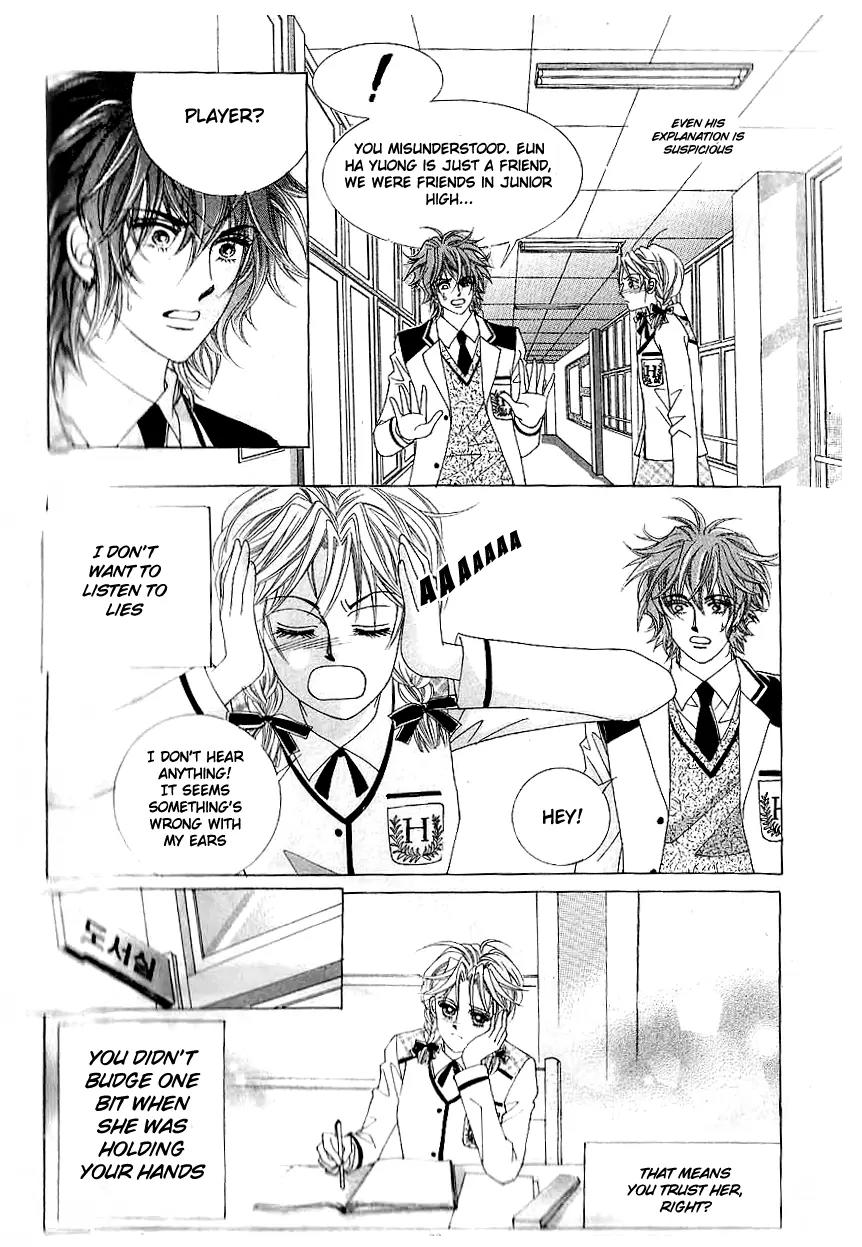 PLAYER?
!
YOU MISUNDERSTOOD. EUN
HA YUONG IS JUST A FRIEND,
WE WERE FRIENDS IN JUNIOR
HIGH...
EVEN HIS
EXPLANATION IS
SUSPICIOUS
H
H
I DON'T
WANT TO
LISTEN TO
LIES
AAAAAAA
I DON'T HEAR
ANYTHING!
IT SEEMS
SOMETHING'S
WRONG WITH
MY EARS
HEY!
H
H
도서실
YOU DIDN'T
BUDGE ONE
BIT WHEN
SHE WAS
HOLDING
YOUR HANDS
THAT MEANS
YOU TRUST HER,
RIGHT?